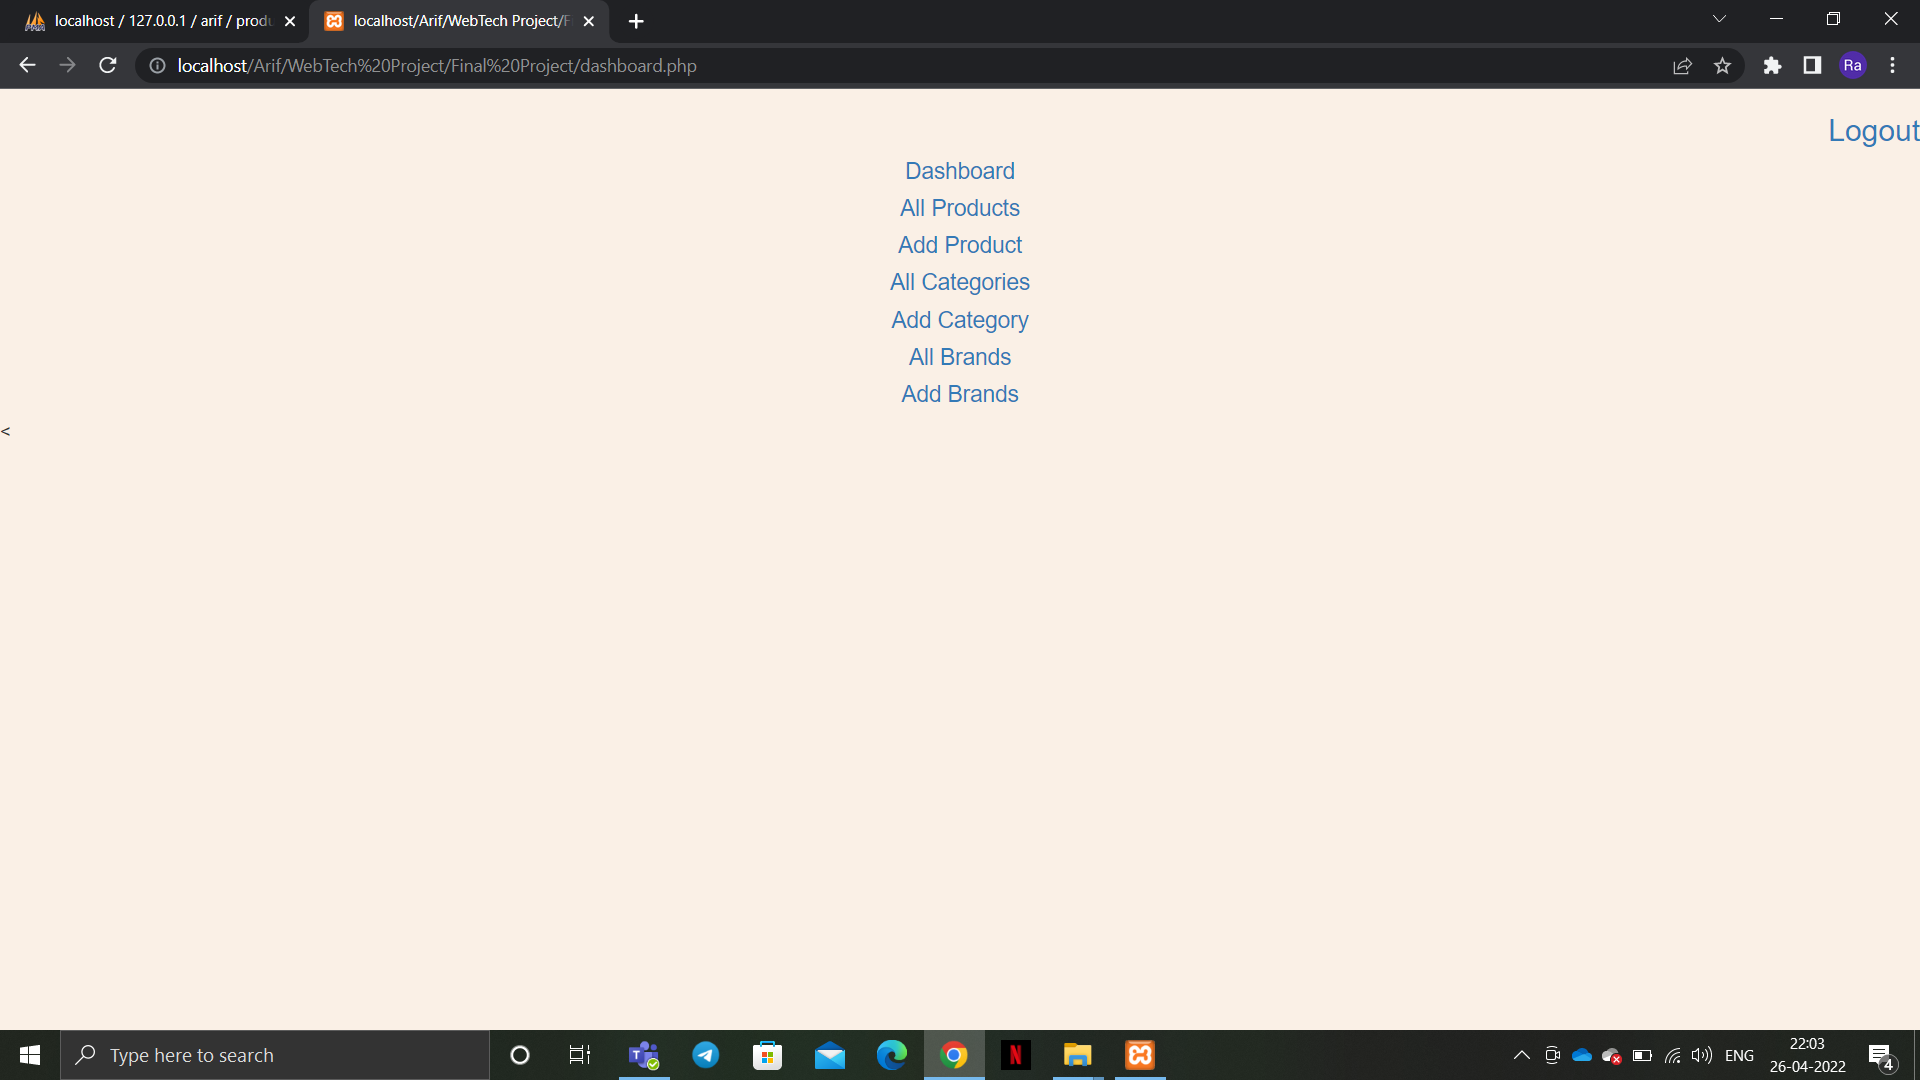 localhost / 127.0.0.1 / arif / produ
localhost/Arif/WebTech Project/F
localhost/Arif/WebTech%20Project/Final%20Project/dashboard.php
Ra
Logout
Dashboard
All Products
Add Product
All Categories
Add Category
All Brands
Add Brands
<
Type here to search
ENG
22:03
26-04-2022
4